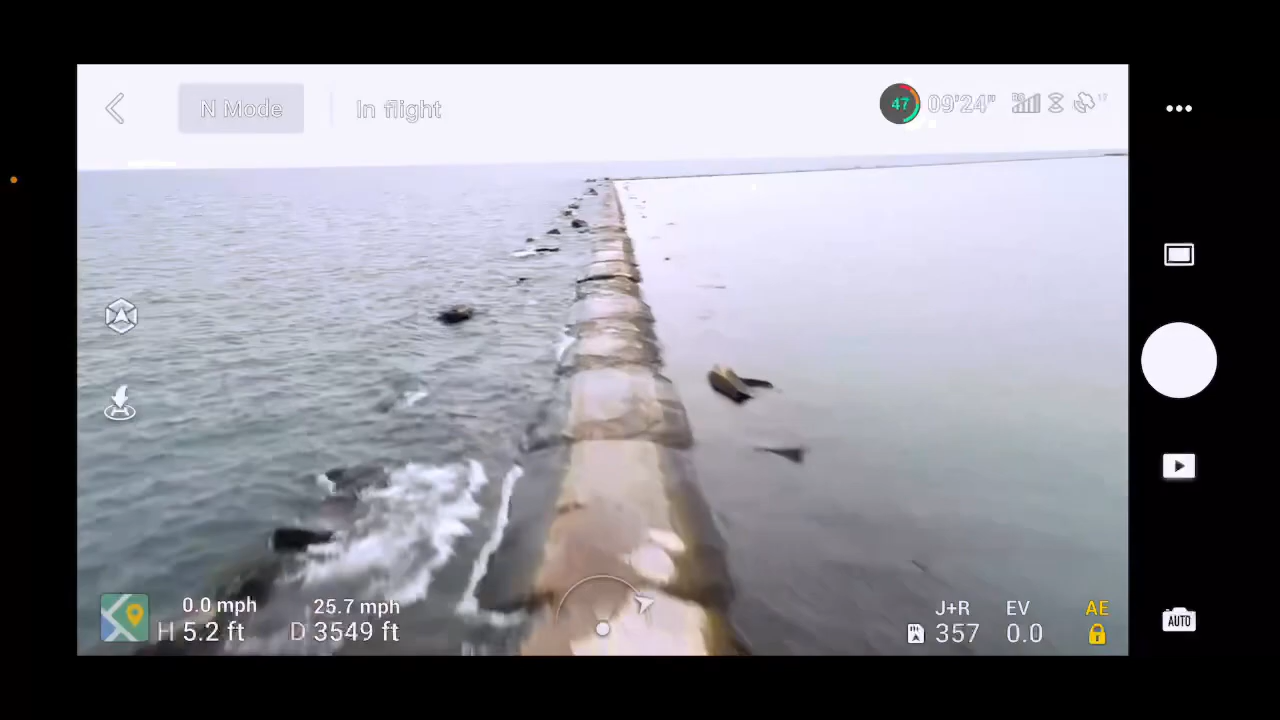 N Mode
In flight
47
09'24"
17
0.0 mph
25.7 mph
H 5.2 ft
D 3549 ft
J+R
357
EV
0.0
AE
AUTO